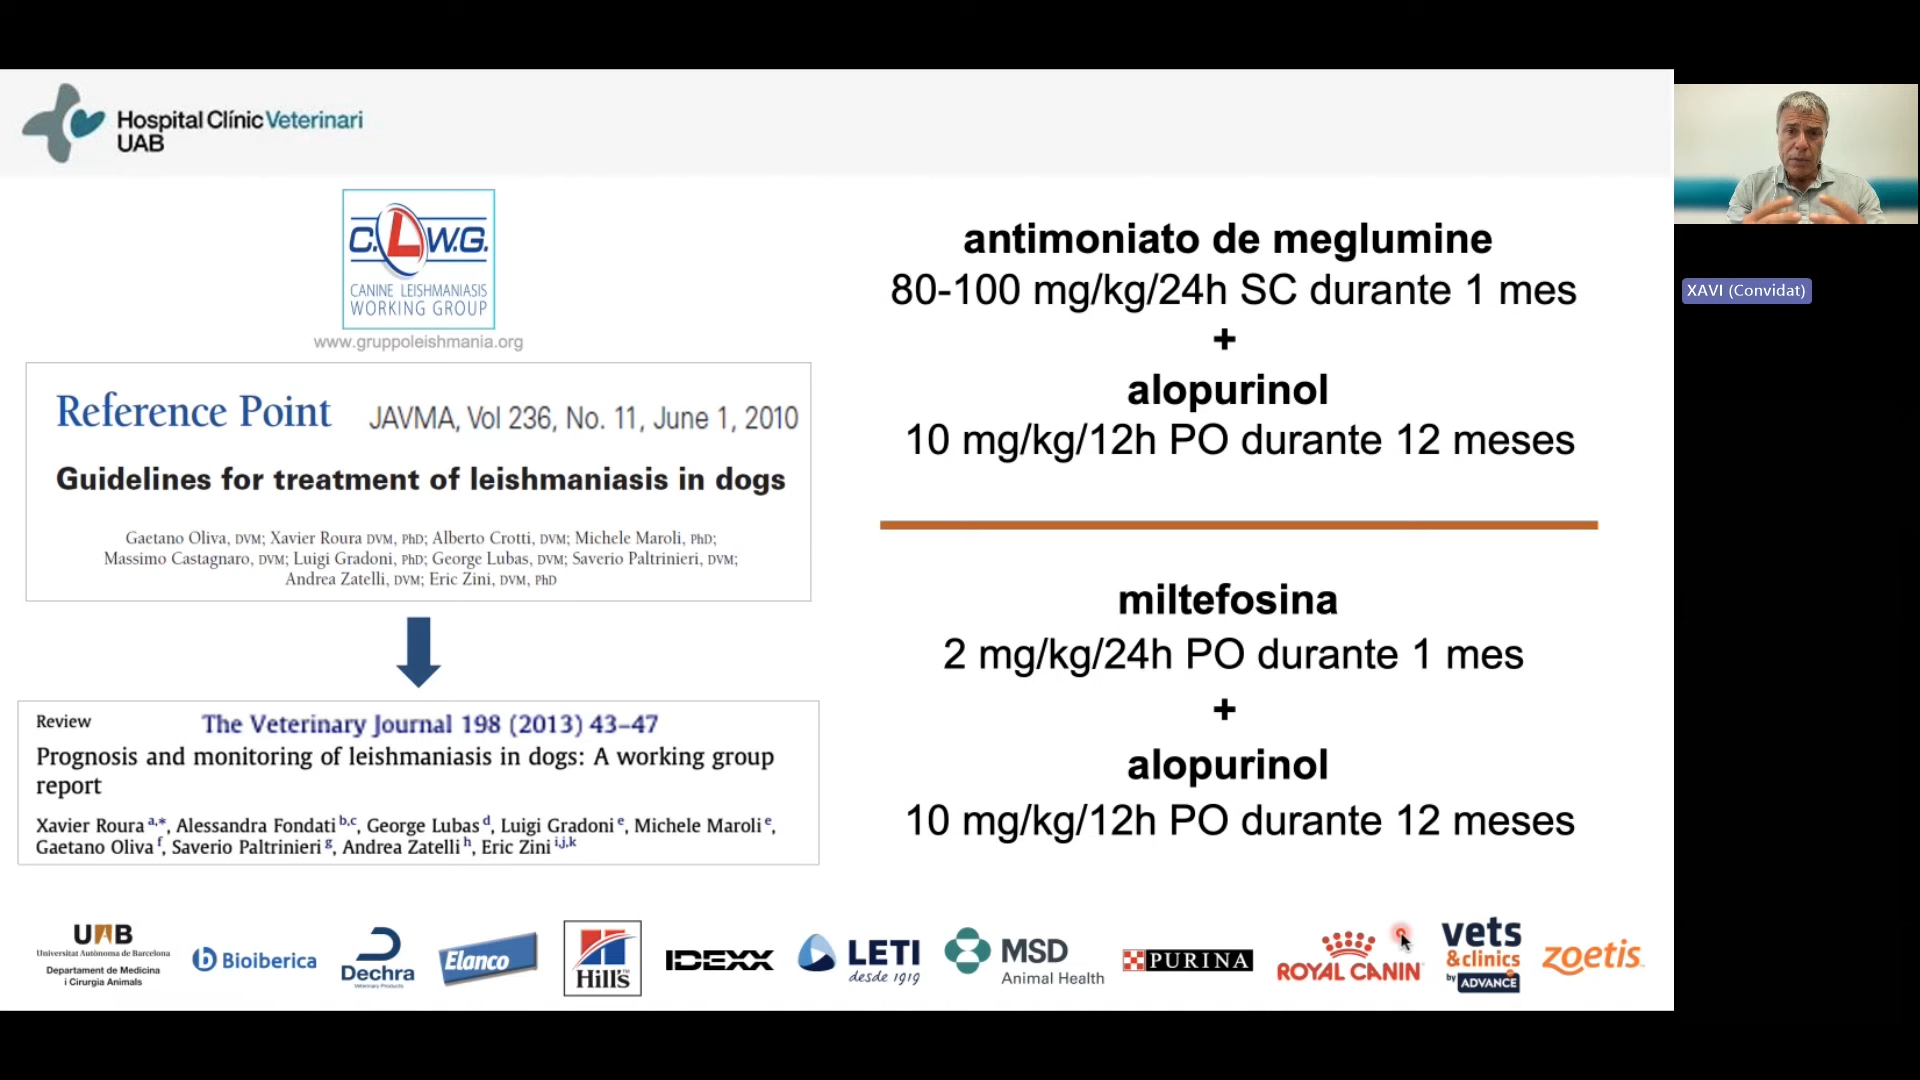 Hospital Clínic Veterinari
UAB
C.L.W.G.
CANINE LEISHMANIASIS
WORKING GROUP
www.gruppoleishmania.org
Reference Point JAVMA, Vol 236, No. 11, June 1, 2010
Guidelines for treatment of leishmaniasis in dogs
Gaetano Oliva, DVM; Xavier Roura DVM, PhD; Alberto Crotti, DVM; Michele Maroli, PhD;
Massimo Castagnaro, DVM; Luigi Gradoni, PhD; George Lubas, DVM; Saverio Paltrinieri, DVM;
Andrea Zatelli, DVM; Eric Zini, DVM, PhD
Review The Veterinary Journal 198 (2013) 43–47
Prognosis and monitoring of leishmaniasis in dogs: A working group
report
Xavier Roura a,*, Alessandra Fondati b,c, George Lubas d, Luigi Gradoni e, Michele Maroli e,
Gaetano Oliva f, Saverio Paltrinieri g, Andrea Zatelli h, Eric Zini i,j,k
antimoniato de meglumine
80-100 mg/kg/24h SC durante 1 mes
+
alopurinol
10 mg/kg/12h PO durante 12 meses
miltefosina
2 mg/kg/24h PO durante 1 mes
+
alopurinol
10 mg/kg/12h PO durante 12 meses
XAVI (Convidat)
UAB
Universitat Autònoma de Barcelona
Departament de Medicina
i Cirurgia Animals
Bioiberica
Dechra
Veterinary Products
Elanco
Hill's
IDEXX
LETI
desde 1919
MSD
Animal Health
PURINA
ROYAL CANIN
vets
&clinics
by ADVANCE
zoetis